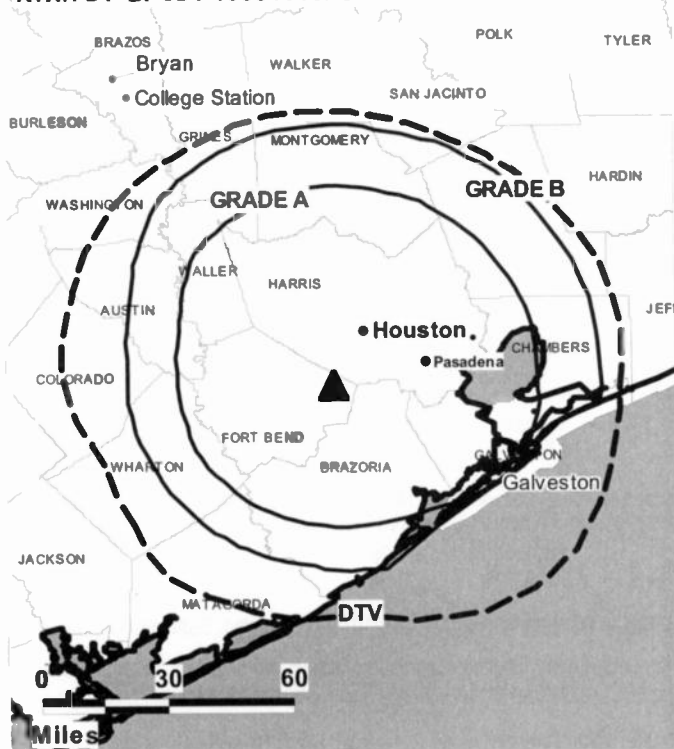 BRAZOS
POLK
TYLER
Bryan
WALKER
College Station
SAN JACINTO
BURLESON
GRIMES
MONTGOMERY
HARDIN
GRADE B
WASHINGTON
GRADE A
WALLER
HARRIS
AUSTIN
JEFF
Houston
CHAMBERS
Pasadena
COLORADO
FORT BEND
WHARTON
BRAZORIA
GALVESTON
Galveston
JACKSON
MATAGORDA
DTV
0 30 60
Miles